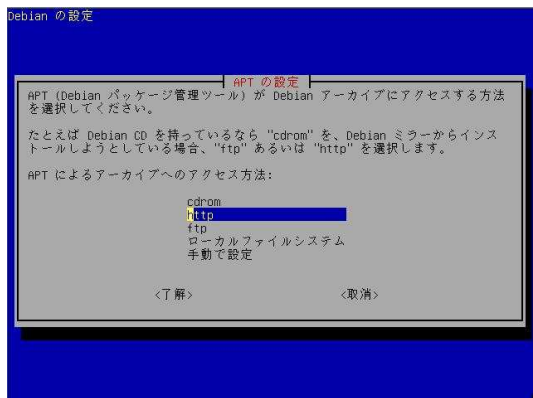 Debian の設定
APT の設定
APT (Debian パッケージ管理ツール) が Debian アーカイブにアクセスする方法
を選択してください。
たとえば Debian CD を持っているなら "cdrom" を、Debian ミラーからインス
トールしようとしている場合、"ftp" あるいは "http" を選択します。
APT によるアーカイブへのアクセス方法:
cdrom
http
ftp
ローカルファイルシステム
手動で設定
<了解> <取消>